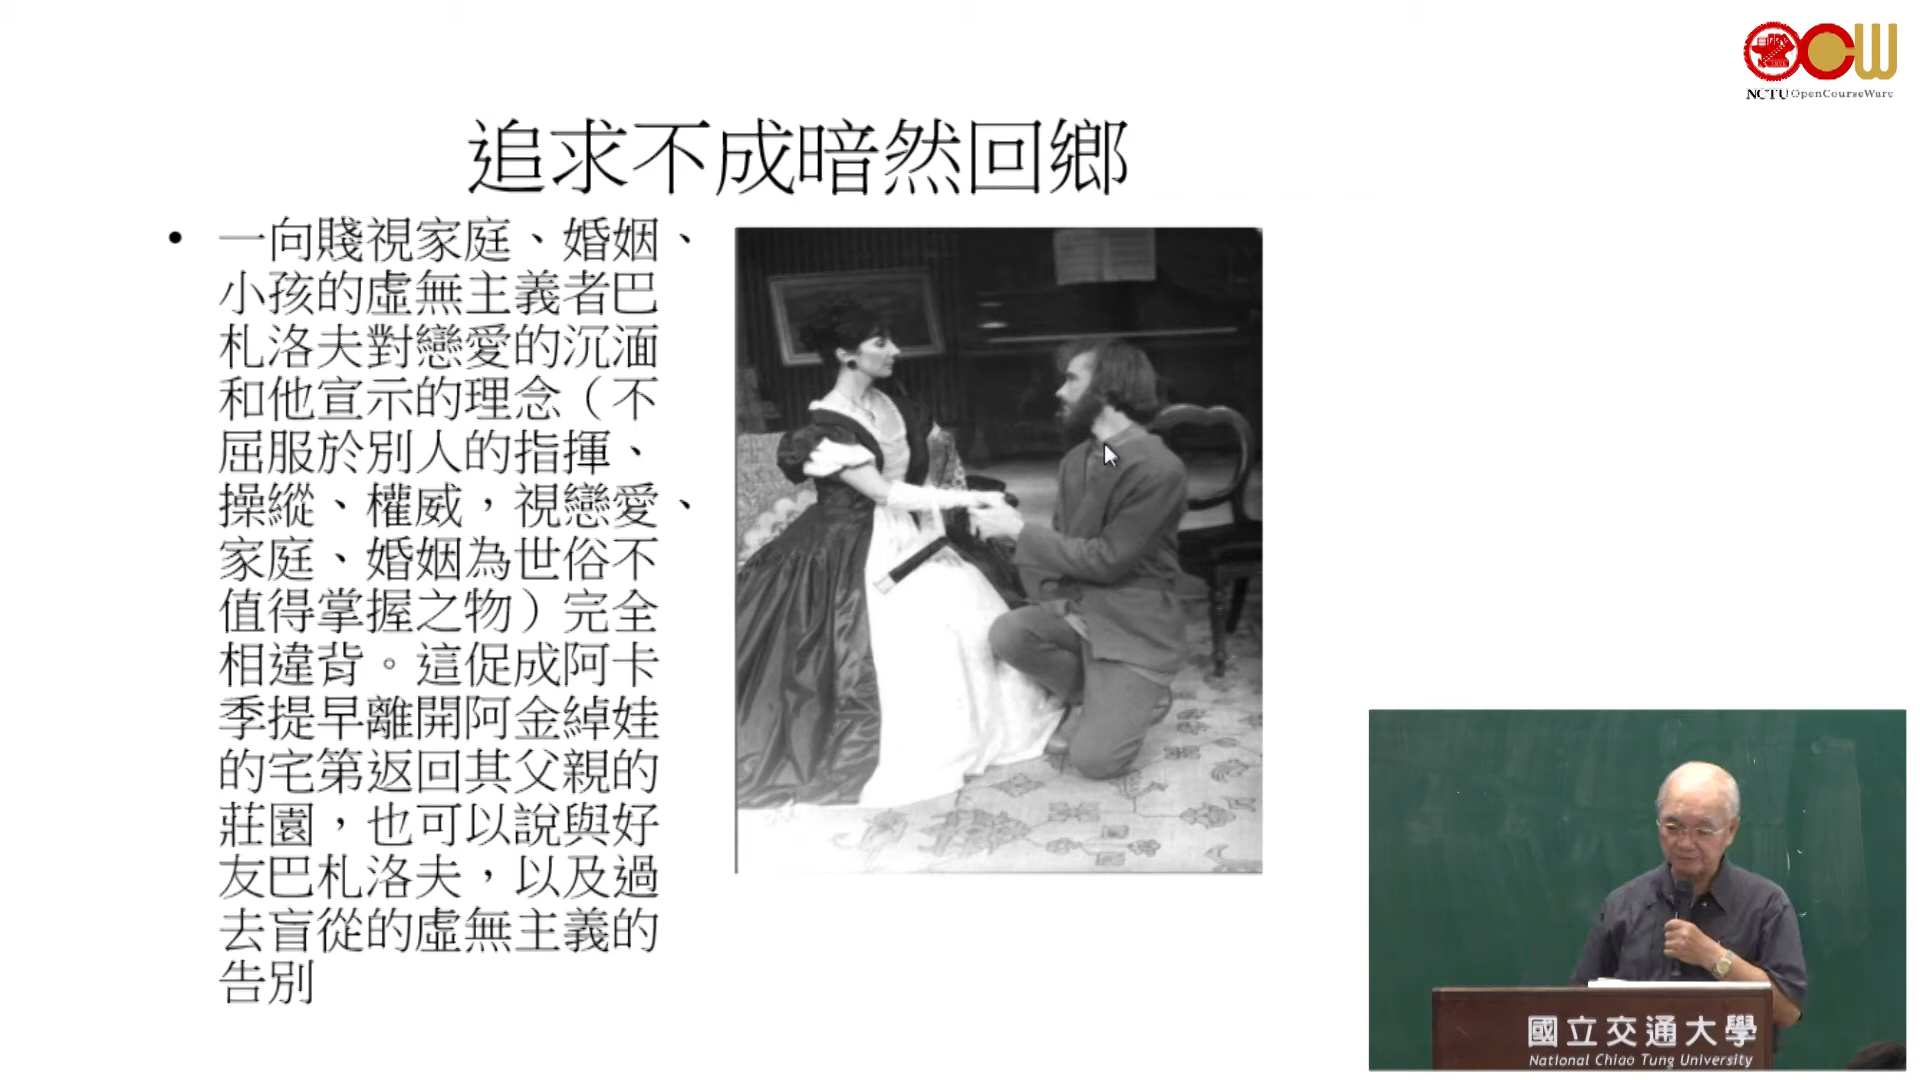 NCTU OpenCourseWare
追求不成暗然回鄉
• 一向賤視家庭、婚姻、
小孩的虛無主義者巴
札洛夫對戀愛的沉湎
和他宣示的理念（不
屈服於別人的指揮、
操縱、權威，視戀愛、
家庭、婚姻為世俗不
值得掌握之物）完全
相違背。這促成阿卡
季提早離開阿金綽娃
的宅第返回其父親的
莊園，也可以說與好
友巴札洛夫，以及過
去盲從的虛無主義的
告別
國立交通大學
National Chiao Tung University